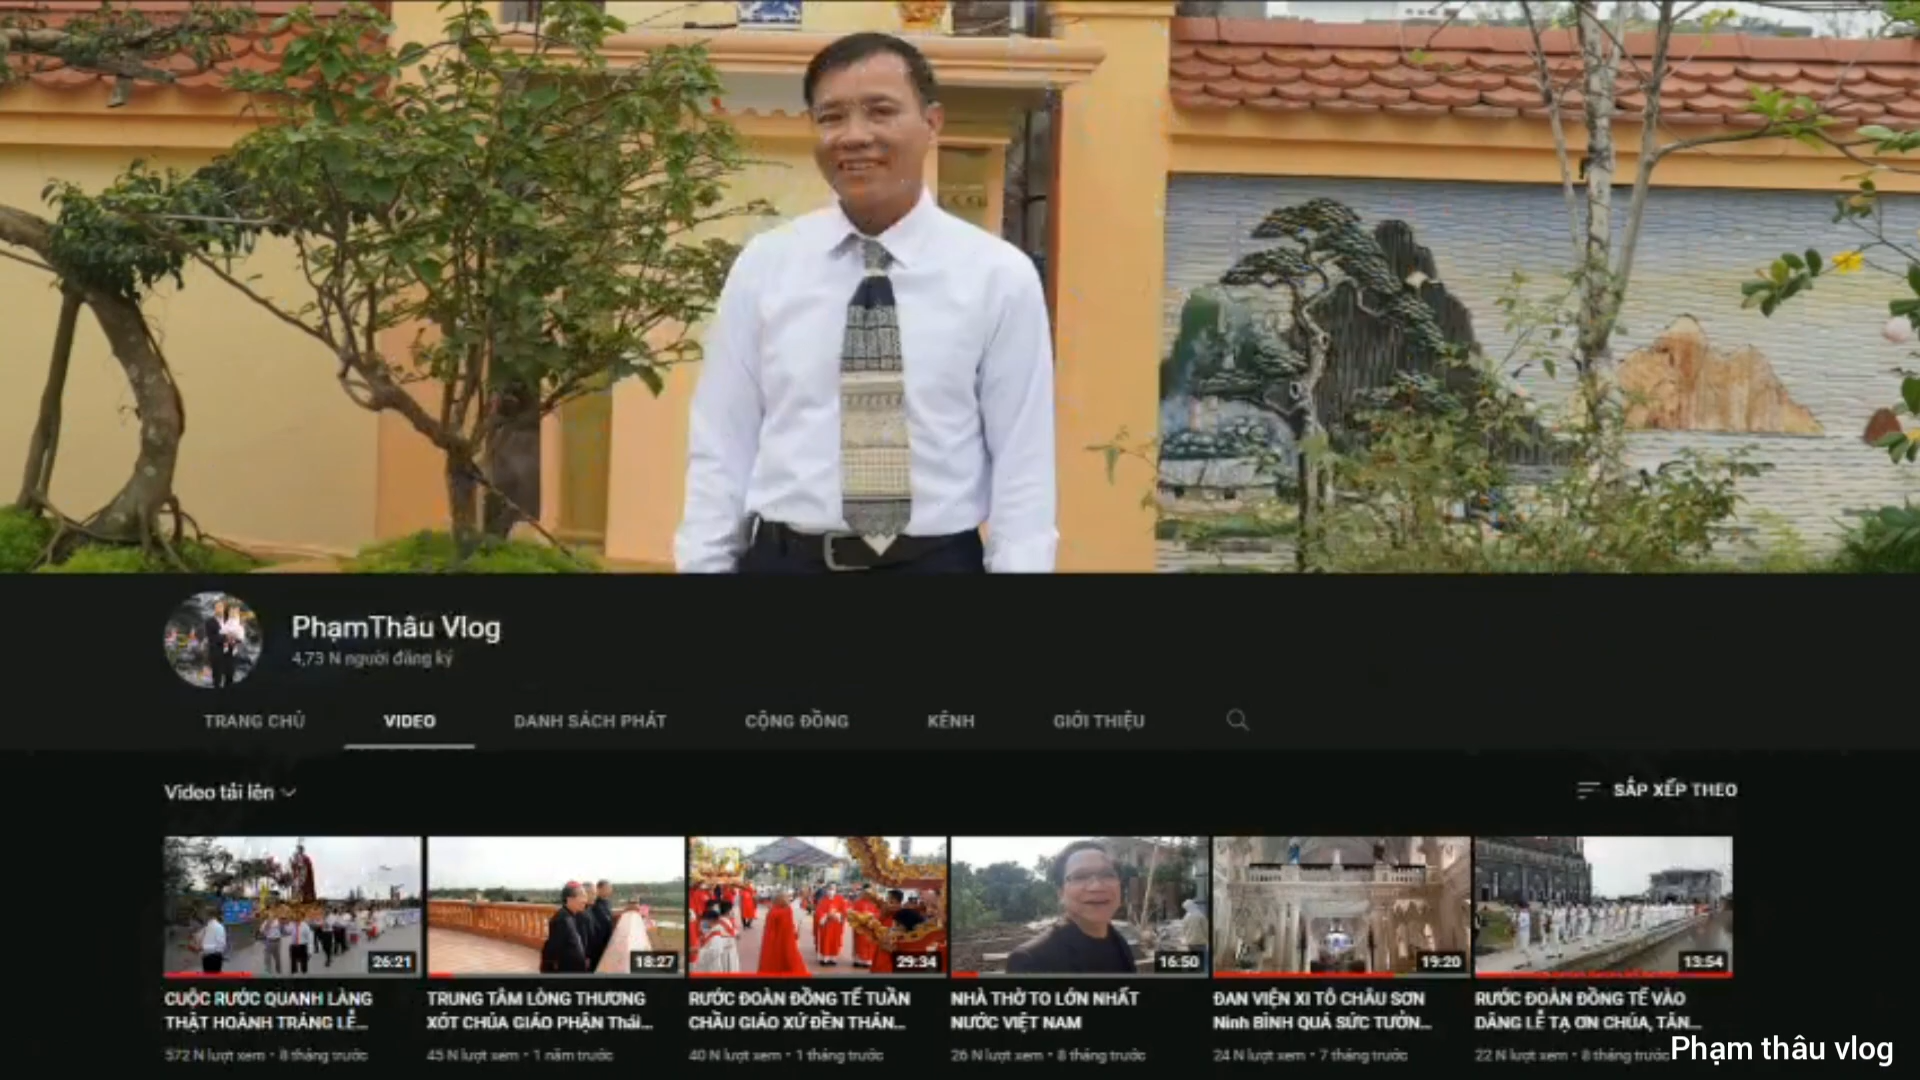 PhạmThâu Vlog
4,73 N người đăng ký
TRANG CHỦ VIDEO DANH SÁCH PHÁT CỘNG ĐỒNG KÊNH GIỚI THIỆU
Video tải lên
SẮP XẾP THEO
26:21 18:27 29:34 16:50 19:20 13:54
CUỘC RƯỚC QUANH LÀNG
THẬT HOÀNH TRÁNG LỄ...
572 N lượt xem • 8 tháng trước
TRUNG TÂM LÒNG THƯƠNG
XÓT CHÚA GIÁO PHẬN Thái...
45 N lượt xem • 1 năm trước
RƯỚC ĐOÀN ĐỒNG TẾ TUẦN
CHẦU GIÁO XỨ ĐỀN THÁN...
40 N lượt xem • 1 tháng trước
NHÀ THỜ TO LỚN NHẤT
NƯỚC VIỆT NAM
26 N lượt xem • 8 tháng trước
ĐAN VIỆN XI TÔ CHÂU SƠN
Ninh BÌNH QUÁ SỨC TƯỞN...
24 N lượt xem • 7 tháng trước
RƯỚC ĐOÀN ĐỒNG TẾ VÀO
DÂNG LỄ TẠ ƠN CHÚA, TÂN...
22 N lượt xem • 8 tháng trước
Phạm thâu vlog